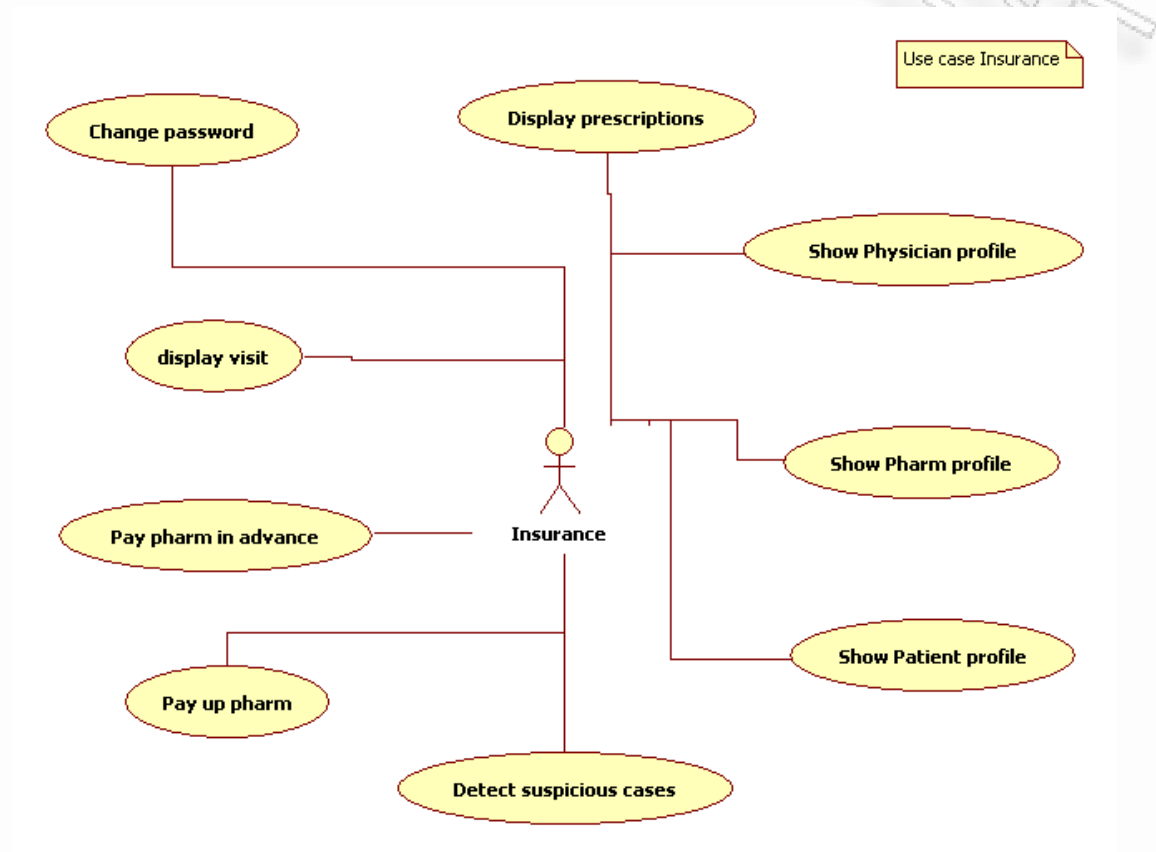 Use case Insurance
Display prescriptions
Change password
Show Physician profile
display visit
Show Pharm profile
Insurance
Pay pharm in advance
Show Patient profile
Pay up pharm
Detect suspicious cases